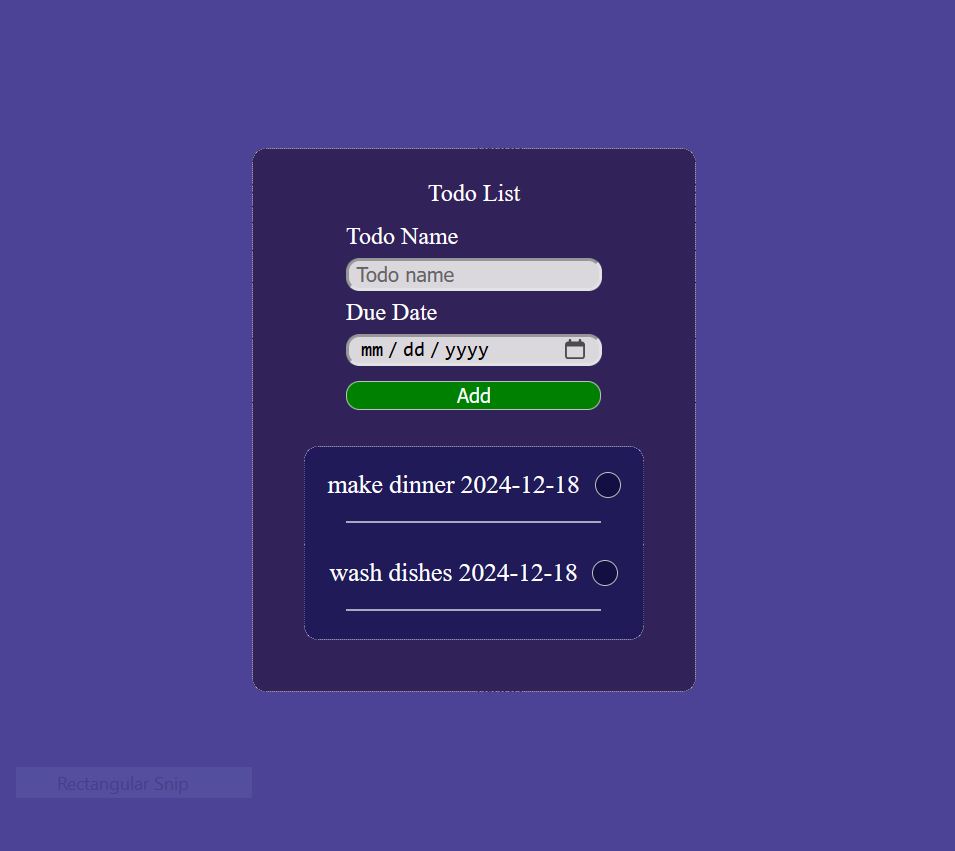 Todo List
Todo Name
Todo name
Due Date
mm / dd / yyyy
Add
make dinner 2024-12-18
wash dishes 2024-12-18
Rectangular Snip